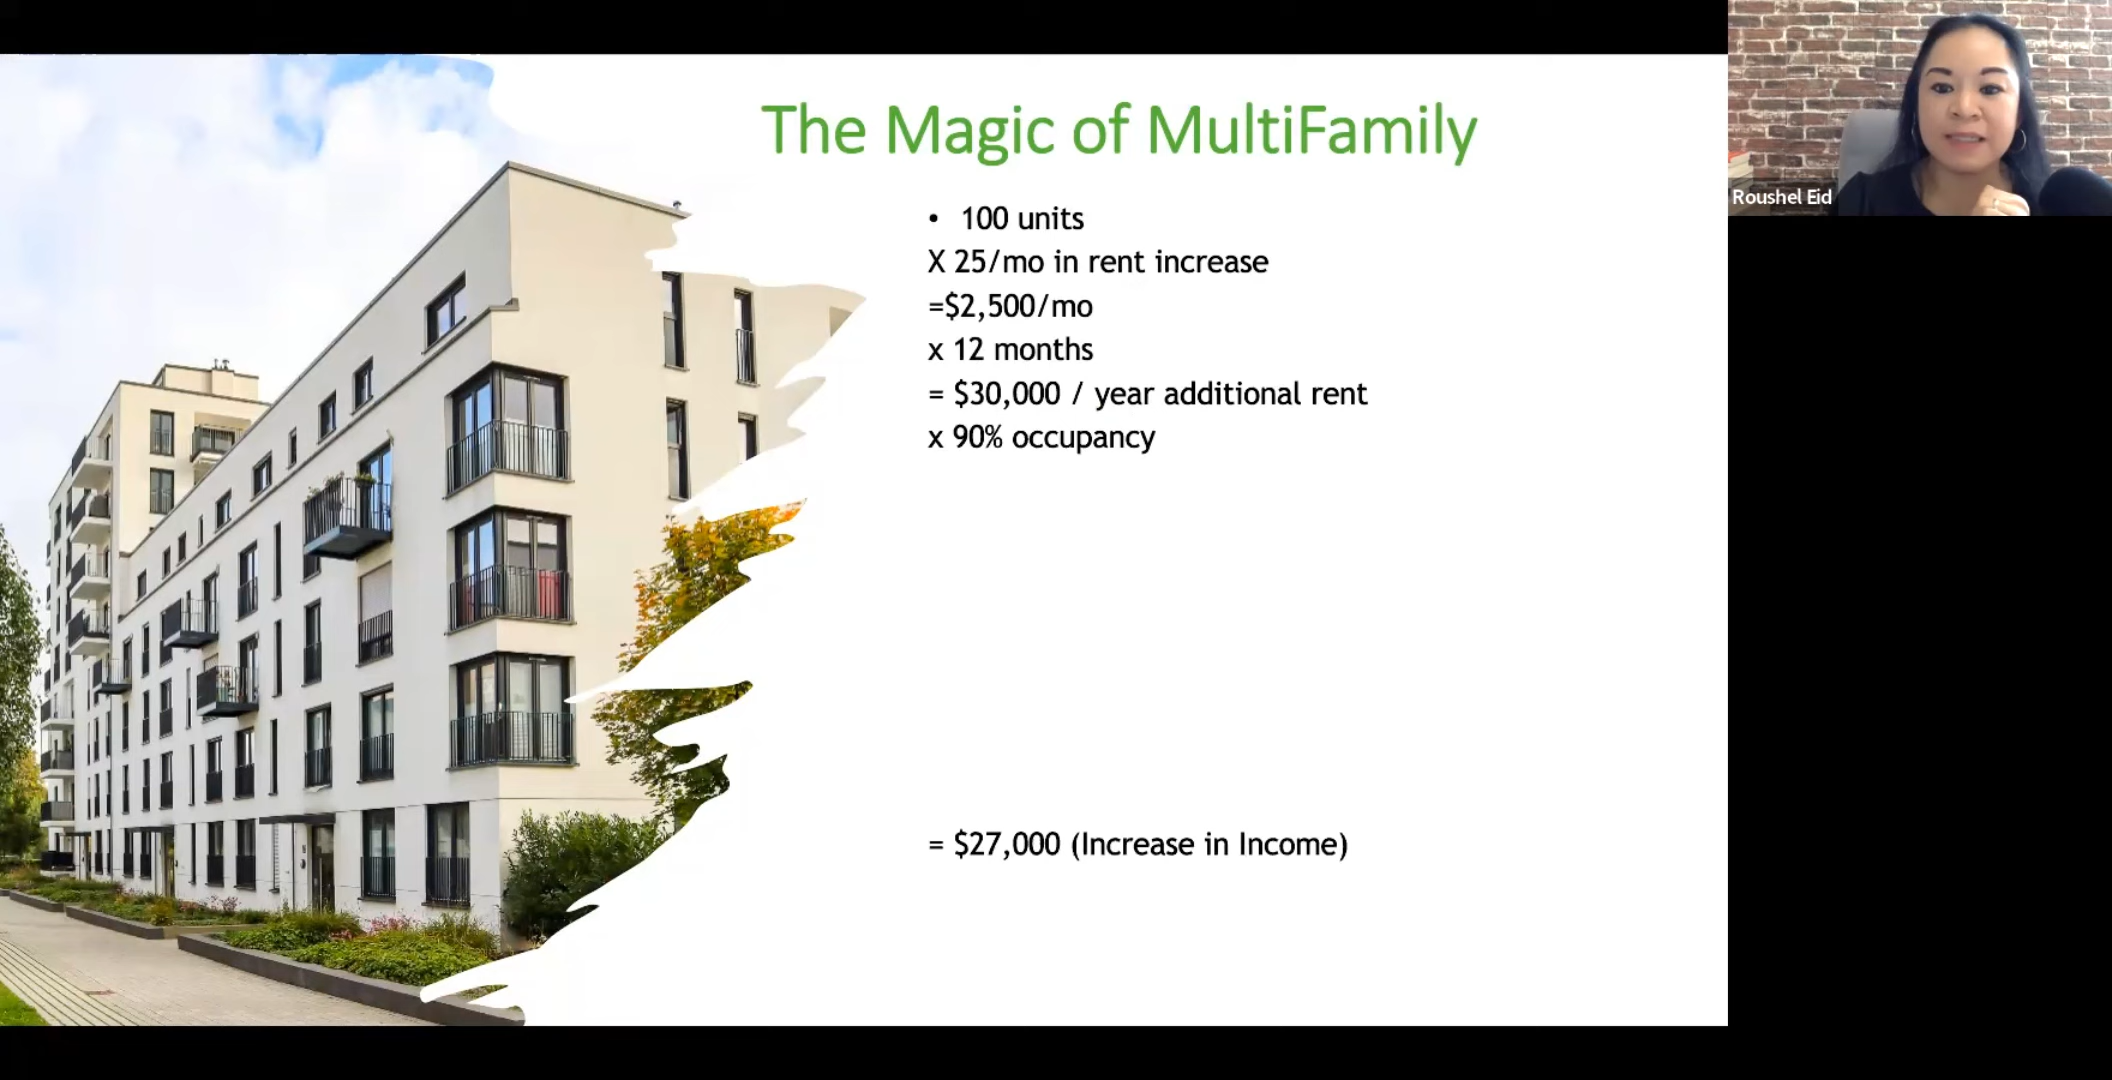 The Magic of MultiFamily
• 100 units
X 25/mo in rent increase
=$2,500/mo
x 12 months
= $30,000 / year additional rent
x 90% occupancy
= $27,000 (Increase in Income)
Roushel Eid